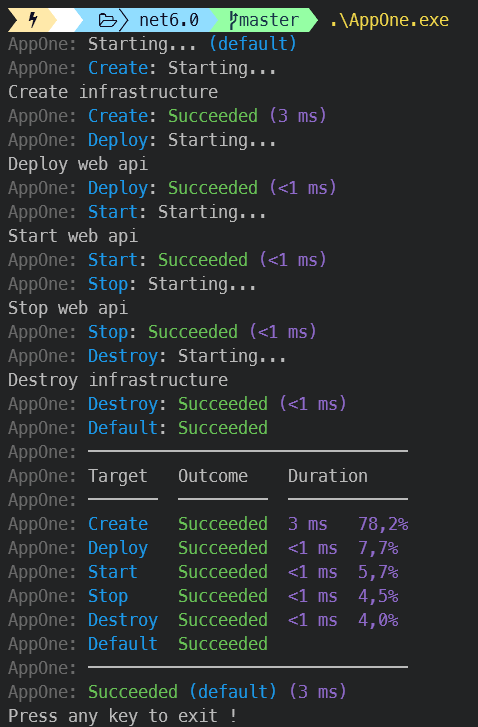 net6.0 master .\AppOne.exe
AppOne: Starting... (default)
AppOne: Create: Starting...
Create infrastructure
AppOne: Create: Succeeded (3 ms)
AppOne: Deploy: Starting...
Deploy web api
AppOne: Deploy: Succeeded (<1 ms)
AppOne: Start: Starting...
Start web api
AppOne: Start: Succeeded (<1 ms)
AppOne: Stop: Starting...
Stop web api
AppOne: Stop: Succeeded (<1 ms)
AppOne: Destroy: Starting...
Destroy infrastructure
AppOne: Destroy: Succeeded (<1 ms)
AppOne: Default: Succeeded
AppOne:
AppOne: Target Outcome Duration
AppOne:
AppOne: Create Succeeded 3 ms 78,2%
AppOne: Deploy Succeeded <1 ms 7,7%
AppOne: Start Succeeded <1 ms 5,7%
AppOne: Stop Succeeded <1 ms 4,5%
AppOne: Destroy Succeeded <1 ms 4,0%
AppOne: Default Succeeded
AppOne:
AppOne: Succeeded (default) (3 ms)
Press any key to exit !